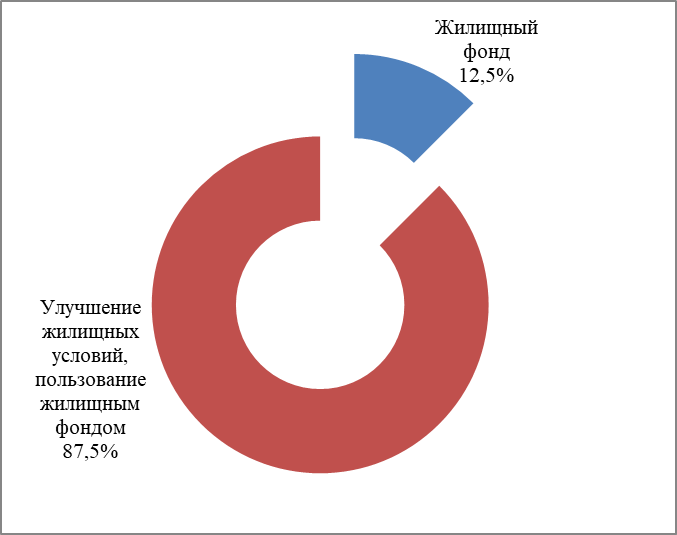 Жилищный
фонд
12,5%
Улучшение
жилищных
условий,
пользование
жилищным
фондом
87,5%